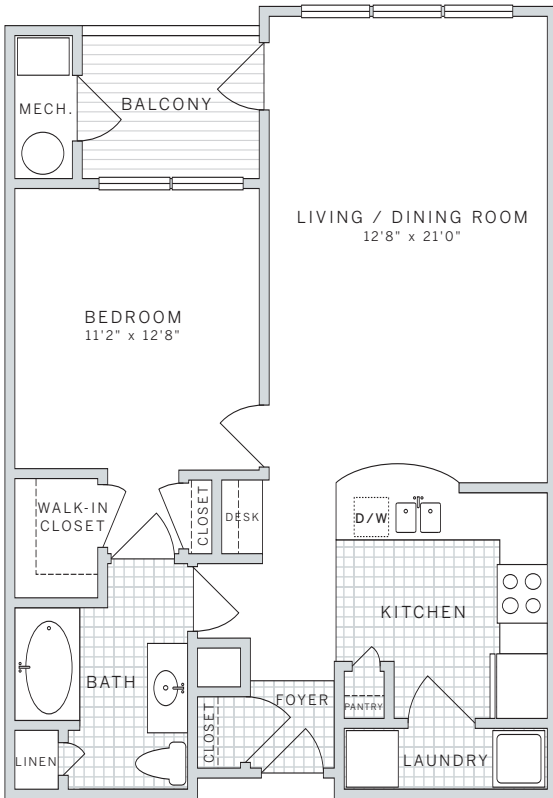 MECH.
BALCONY
LIVING / DINING ROOM
12'8" x 21'0"
BEDROOM
11'2" x 12'8"
WALK-IN
CLOSET
CLOSET
DESK
D/W
KITCHEN
BATH
FOYER
PANTRY
CLOSET
LINEN
LAUNDRY